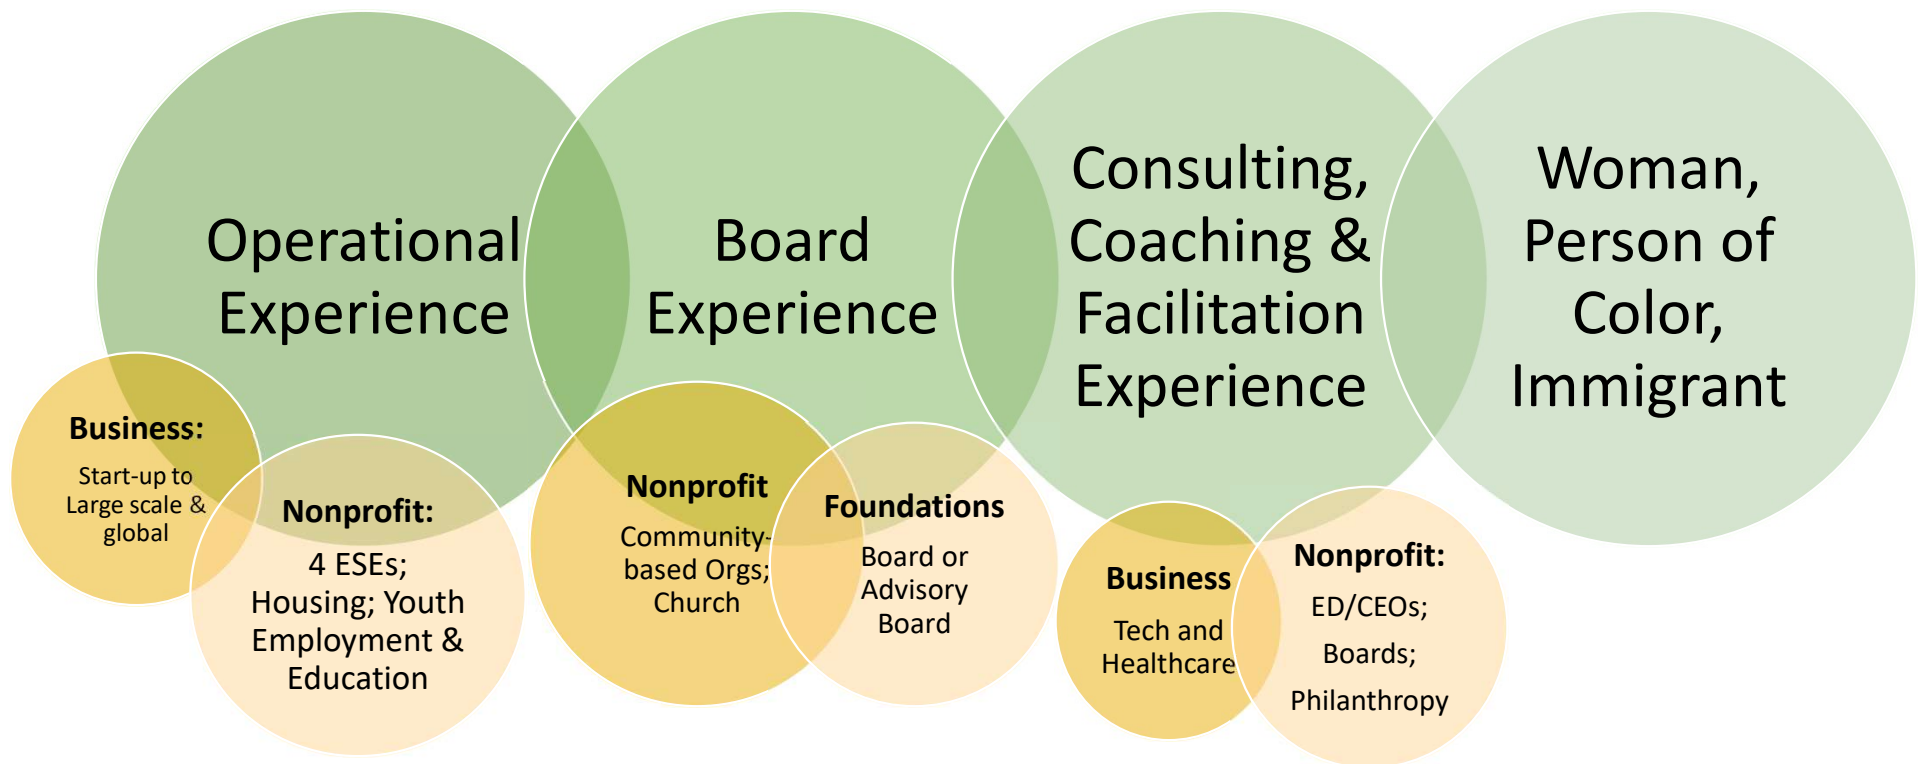 Operational
Experience
Board
Experience
Consulting,
Coaching &
Facilitation
Experience
Woman,
Person of
Color,
Immigrant
Business:
Start-up to
Large scale &
global
Nonprofit:
4 ESEs;
Housing; Youth
Employment &
Education
Nonprofit
Community-
based Orgs;
Church
Foundations
Board or
Advisory
Board
Business
Tech and
Healthcare
Nonprofit:
ED/CEOs;
Boards;
Philanthropy